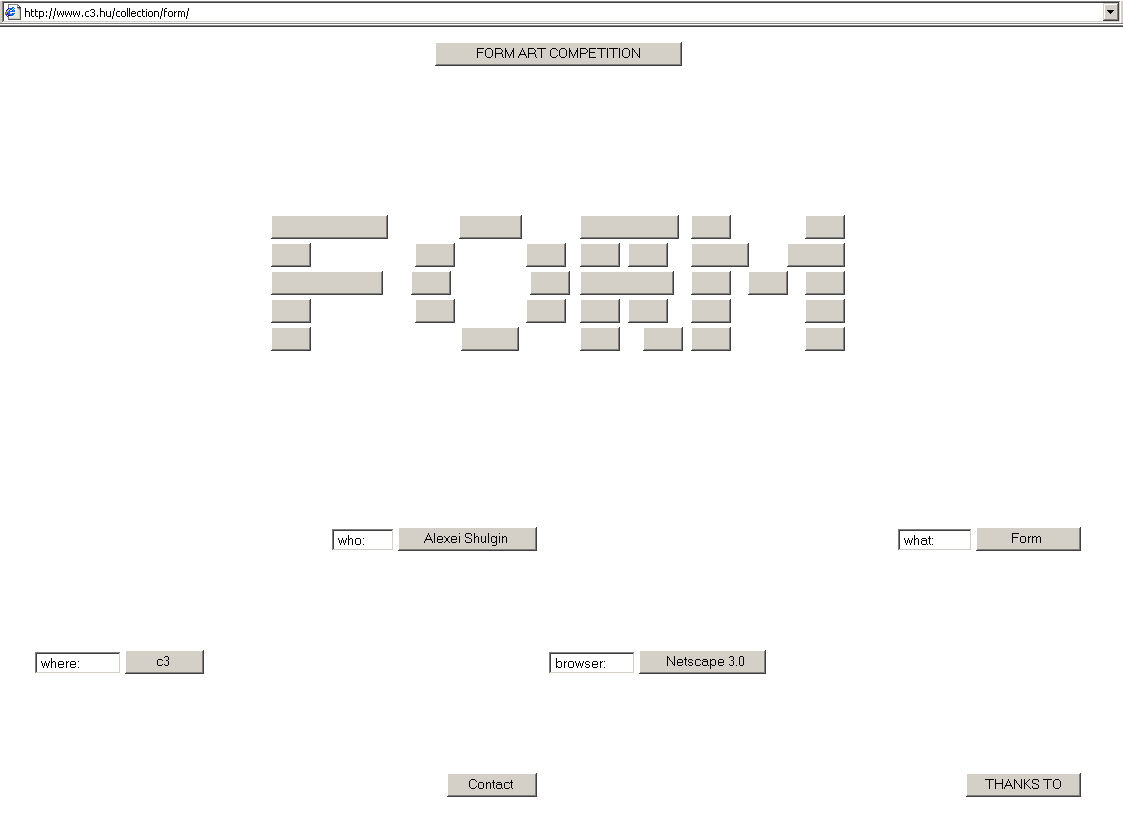 http://www.c3.hu/collection/form/
FORM ART COMPETITION
FORM
who: Alexei Shulgin what: Form
where: c3 browser: Netscape 3.0
Contact THANKS TO